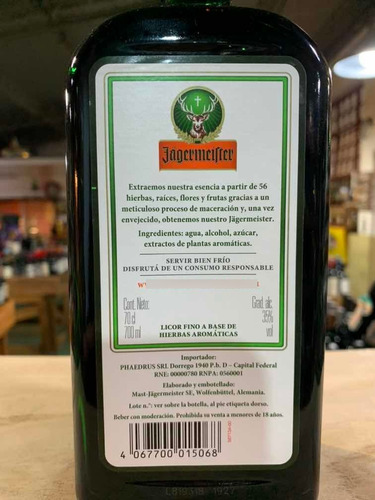 Jägermeister
Extraemos nuestra esencia a partir de 56
hierbas, raíces, flores y frutas gracias a un
meticuloso proceso de maceración y, una vez
envejecido, obtenemos nuestro Jägermeister.
Ingredientes: agua, alcohol, azúcar,
extractos de plantas aromáticas.
SERVIR BIEN FRÍO
DISFRUTÁ DE UN CONSUMO RESPONSABLE
Cont. Neto: Grad. alc.
70 cl 35%
700 ml vol
LICOR FINO A BASE DE
HIERBAS AROMÁTICAS
Importador:
PHAEDRUS SRL Dorrego 1940 P.b. D – Capital Federal
RNE: 00000780 RNPA: 0560001
Elaborado y embotellado:
Mast-Jägermeister SE, Wolfenbüttel, Alemania.
Lote n°.: ver sobre la botella, al pie etiqueta dorso.
Beber con moderación. Prohibida su venta a menores de 18 años.
4 067700 015068